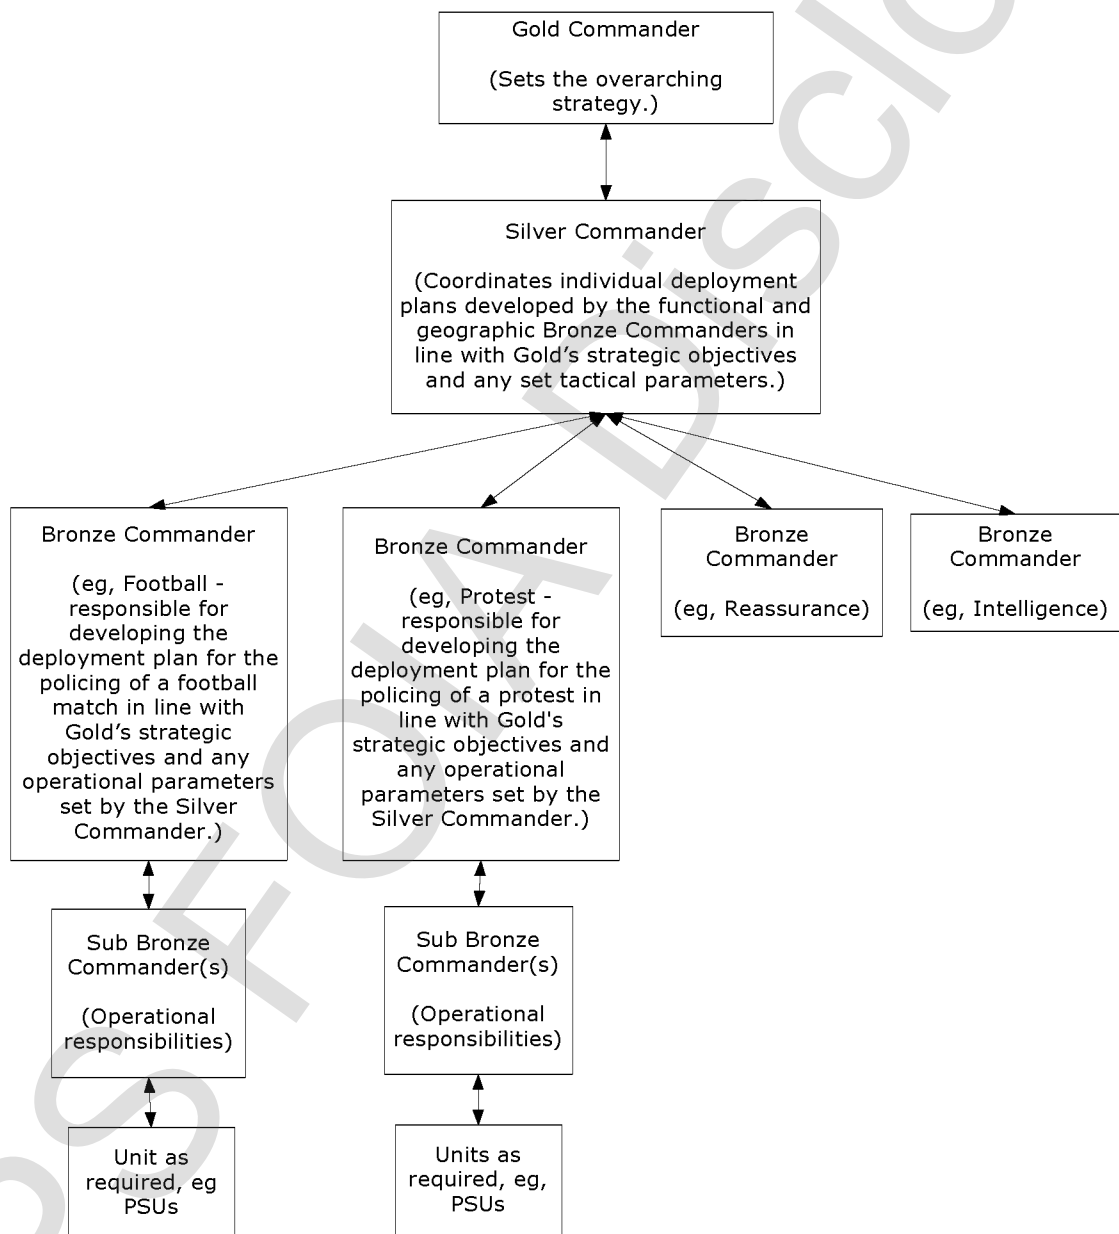 Gold Commander
(Sets the overarching
strategy.)
Silver Commander
(Coordinates individual deployment
plans developed by the functional and
geographic Bronze Commanders in
line with Gold’s strategic objectives
and any set tactical parameters.)
Bronze Commander
(eg, Football -
responsible for
developing the
deployment plan for the
policing of a football
match in line with
Gold’s strategic
objectives and any
operational parameters
set by the Silver
Commander.)
Bronze Commander
(eg, Protest -
responsible for
developing the
deployment plan for the
policing of a protest in
line with Gold's
strategic objectives and
any operational
parameters set by the
Silver Commander.)
Bronze
Commander
(eg, Reassurance)
Bronze
Commander
(eg, Intelligence)
Sub Bronze
Commander(s)
(Operational
responsibilities)
Sub Bronze
Commander(s)
(Operational
responsibilities)
Unit as
required, eg
PSUs
Units as
required, eg,
PSUs
PS FOIA Disclo